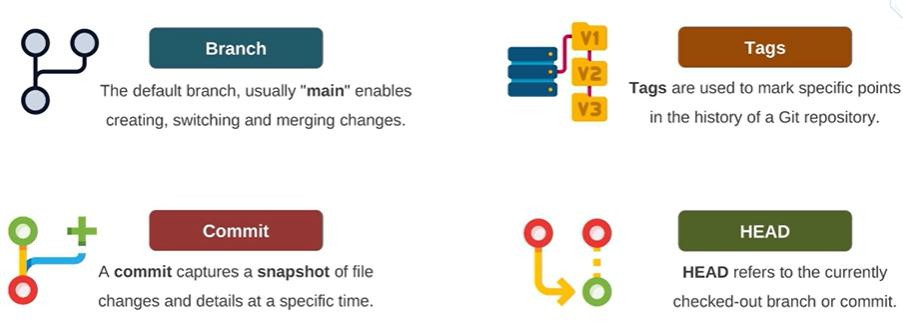 Branch
The default branch, usually "main" enables
creating, switching and merging changes.
V1
V2
V3
Tags
Tags are used to mark specific points
in the history of a Git repository.
Commit
A commit captures a snapshot of file
changes and details at a specific time.
HEAD
HEAD refers to the currently
checked-out branch or commit.